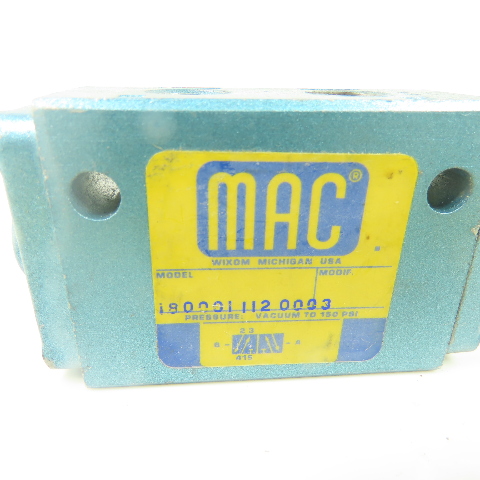 MAC®
WIXOM MICHIGAN USA
MODEL MODIF.
180001 112 0003
PRESSURE: VACUUM TO 150 PSI